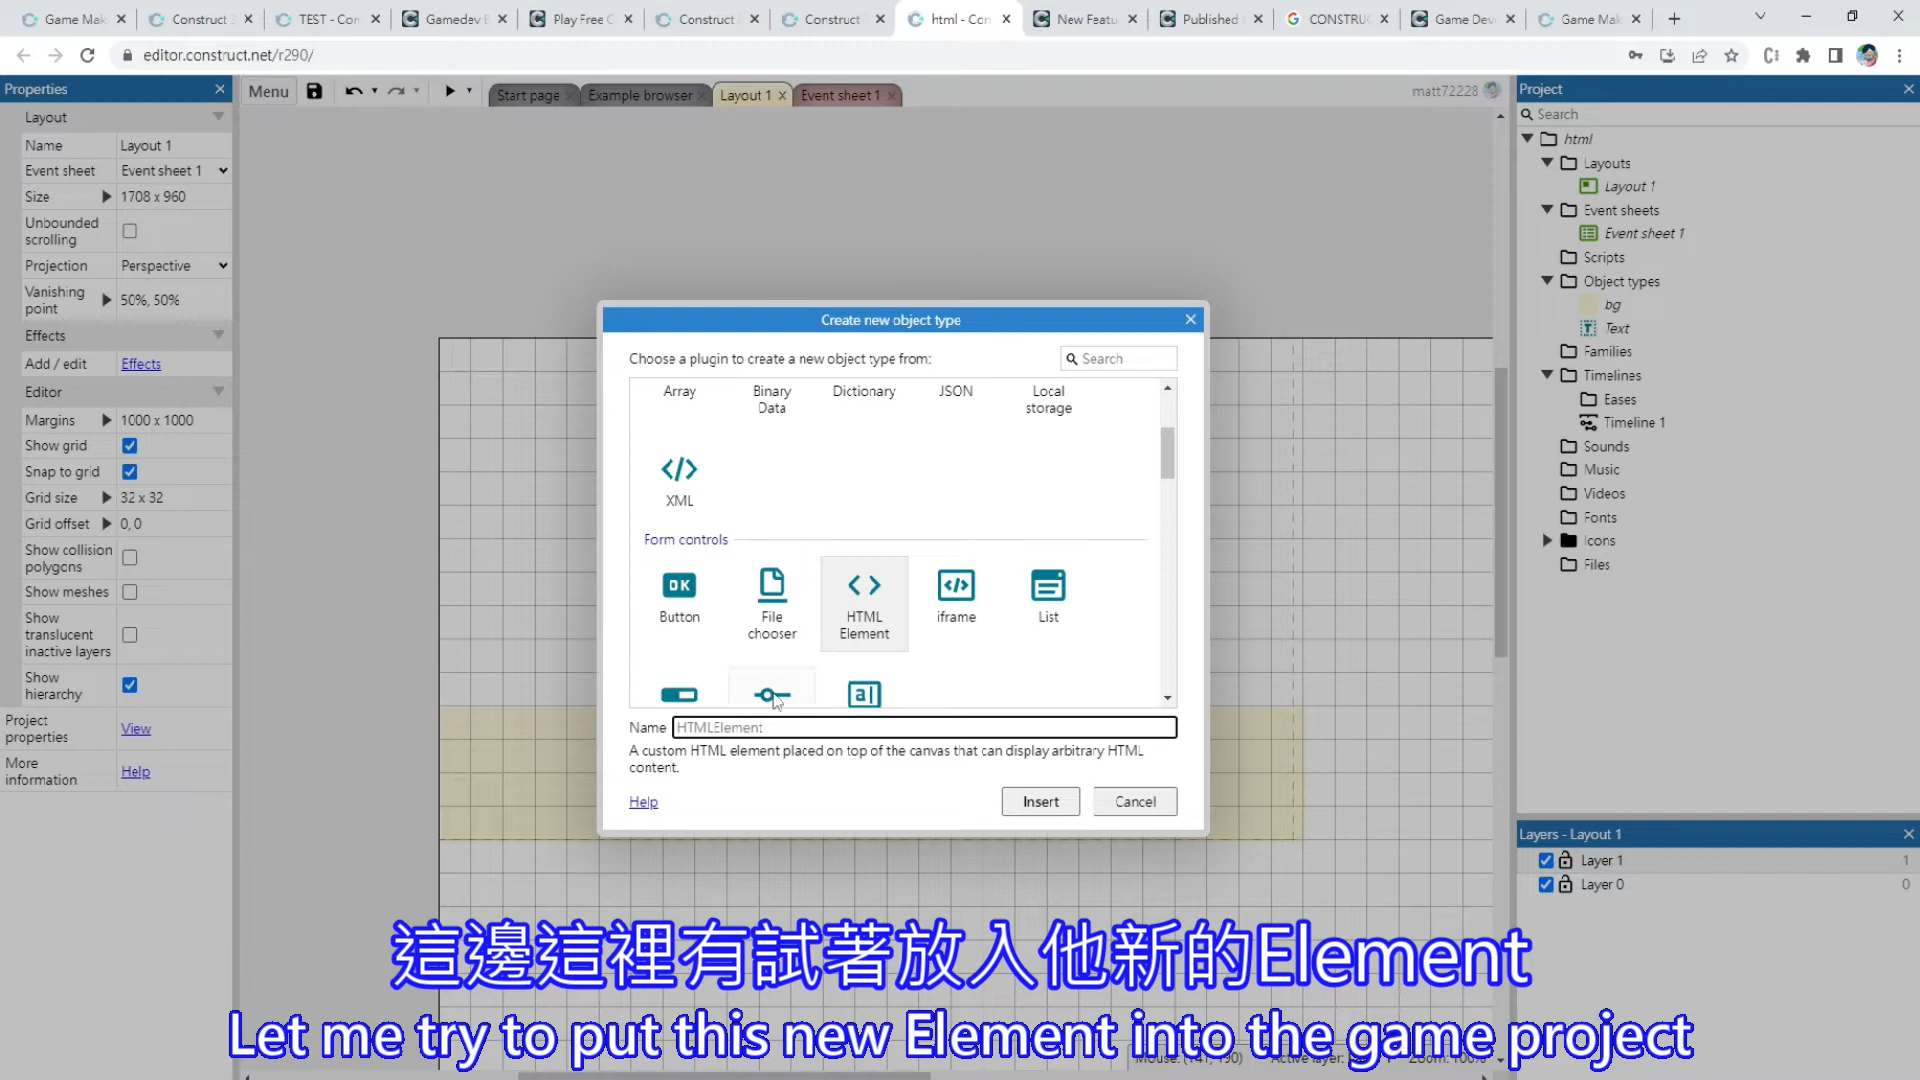 Game Mak
Construct 3
TEST - Con
Gamedev B
Play Free C
Construct 3
Construct
html - Con
New Featu
Published
CONSTRUC
Game Dev
Game Mak
editor.construct.net/r290/
Properties
Layout
Name Layout 1
Event sheet Event sheet 1
Size 1708 x 960
Unbounded
scrolling
Projection Perspective
Vanishing
point 50%, 50%
Effects
Add / edit Effects
Editor
Margins 1000 x 1000
Show grid
Snap to grid
Grid size 32 x 32
Grid offset 0, 0
Show collision
polygons
Show meshes
Show
translucent
inactive layers
Show
hierarchy
Project
properties View
More
information Help
Menu
Start page
Example browser
Layout 1
Event sheet 1
matt72228
Create new object type
Choose a plugin to create a new object type from:
Search
Array
Binary
Data
Dictionary
JSON
Local
storage
XML
Form controls
OK
Button
File
chooser
HTML
Element
iframe
List
a
Name HTMLElement
A custom HTML element placed on top of the canvas that can display arbitrary HTML
content.
Help
Insert
Cancel
Project
Search
html
Layouts
Layout 1
Event sheets
Event sheet 1
Scripts
Object types
bg
Text
Families
Timelines
Eases
Timeline 1
Sounds
Music
Videos
Fonts
Icons
Files
Layers - Layout 1
Layer 1 1
Layer 0 0
這邊這裡有試著放入他新的Element
Let me try to put this new Element into the game project